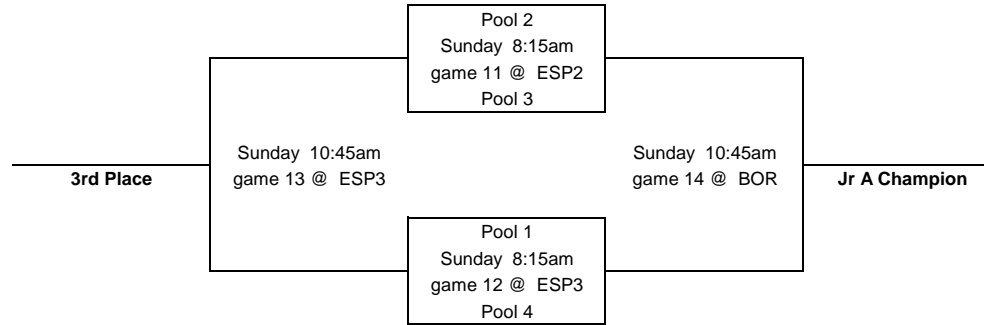 Pool 2
Sunday 8:15am
game 11 @ ESP2
Pool 3
Sunday 10:45am
game 13 @ ESP3
3rd Place
Sunday 10:45am
game 14 @ BOR
Jr A Champion
Pool 1
Sunday 8:15am
game 12 @ ESP3
Pool 4